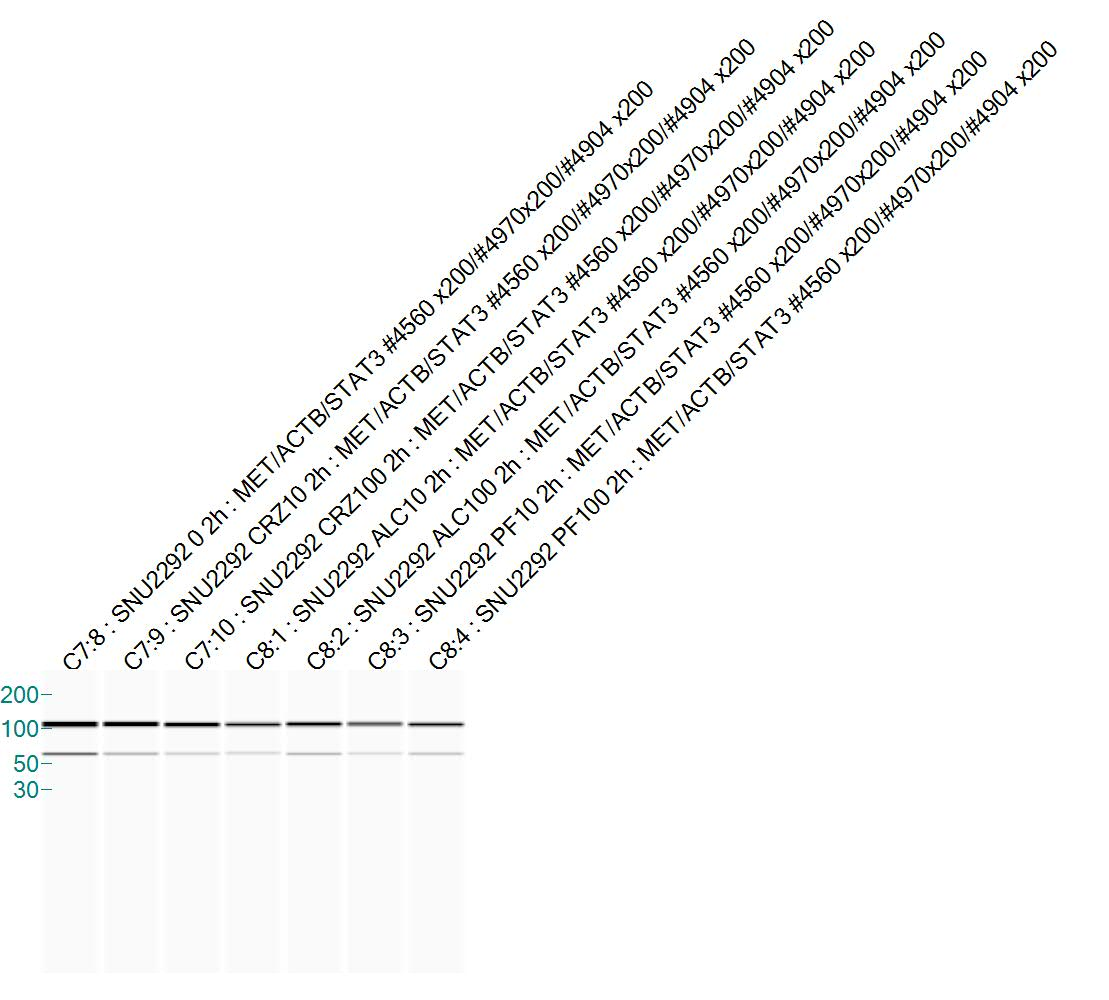 C7:8 : SNU2292 0 2h : MET/ACTB/STAT3 #4560 x200/#4970x200/#4904 x200
C7:9 : SNU2292 CRZ10 2h : MET/ACTB/STAT3 #4560 x200/#4970x200/#4904 x200
C7:10 : SNU2292 CRZ100 2h : MET/ACTB/STAT3 #4560 x200/#4970x200/#4904 x200
C8:1 : SNU2292 ALC10 2h : MET/ACTB/STAT3 #4560 x200/#4970x200/#4904 x200
C8:2 : SNU2292 ALC100 2h : MET/ACTB/STAT3 #4560 x200/#4970x200/#4904 x200
C8:3 : SNU2292 PF10 2h : MET/ACTB/STAT3 #4560 x200/#4970x200/#4904 x200
C8:4 : SNU2292 PF100 2h : MET/ACTB/STAT3 #4560 x200/#4970x200/#4904 x200
200
100
50
30